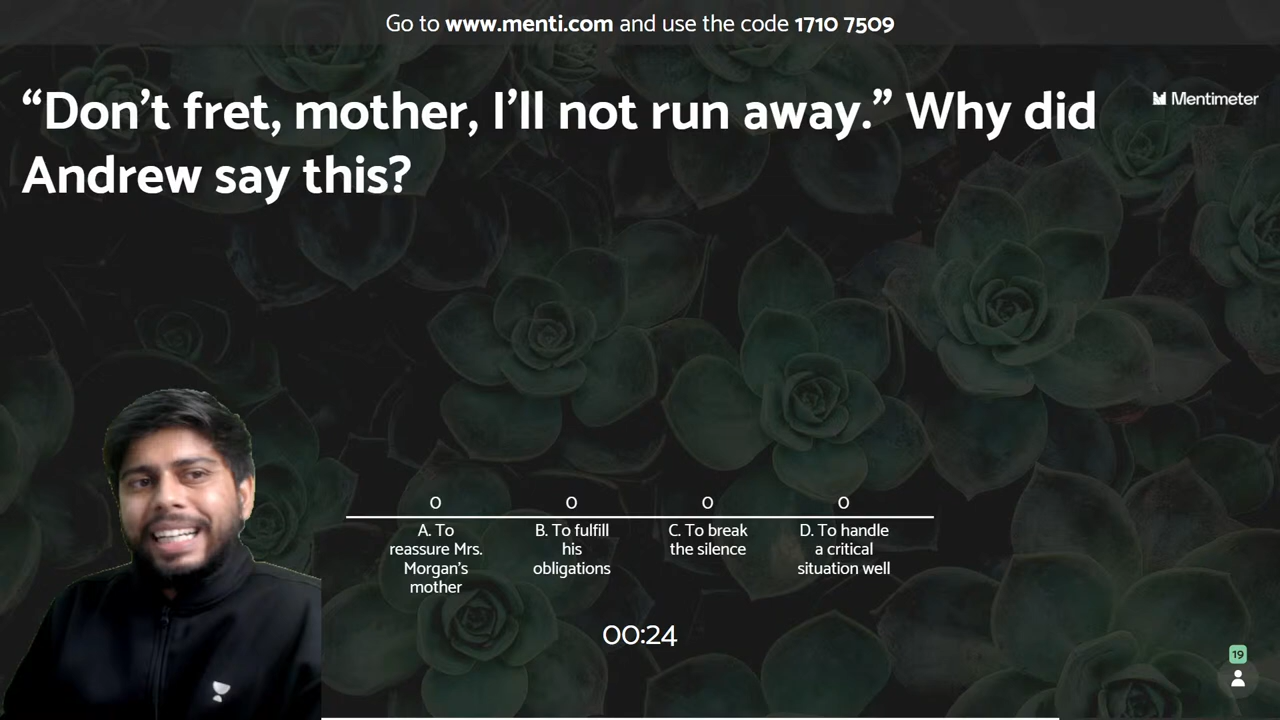 Go to www.menti.com and use the code 1710 7509
“Don’t fret, mother, I’ll not run away.” Why did
Andrew say this?
Mentimeter
0 0 0 0
A. To
reassure Mrs.
Morgan's
mother
B. To fulfill
his
obligations
C. To break
the silence
D. To handle
a critical
situation well
00:24
19